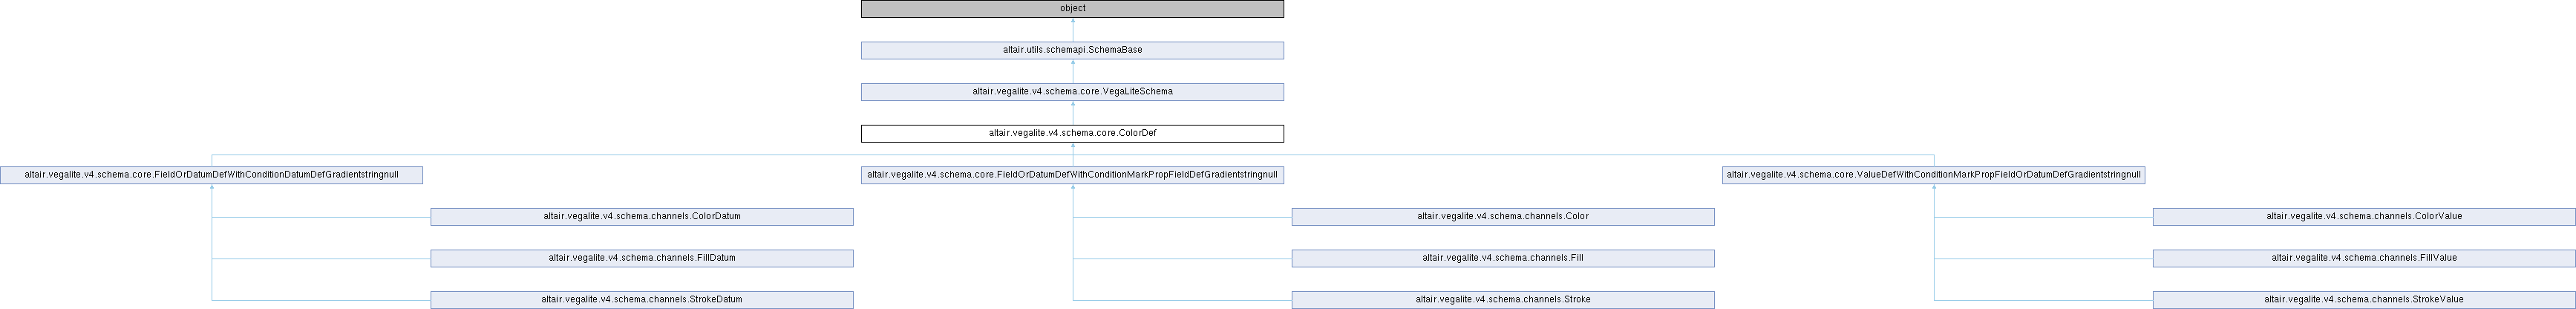 object
altair.utils.schemapi.SchemaBase
altair.vegalite.v4.schema.core.VegaLiteSchema
altair.vegalite.v4.schema.core.ColorDef
altair.vegalite.v4.schema.core.FieldOrDatumDefWithConditionDatumDefGradientstringnull
altair.vegalite.v4.schema.core.FieldOrDatumDefWithConditionMarkPropFieldDefGradientstringnull
altair.vegalite.v4.schema.core.ValueDefWithConditionMarkPropFieldOrDatumDefGradientstringnull
altair.vegalite.v4.schema.channels.ColorDatum
altair.vegalite.v4.schema.channels.Color
altair.vegalite.v4.schema.channels.ColorValue
altair.vegalite.v4.schema.channels.FillDatum
altair.vegalite.v4.schema.channels.Fill
altair.vegalite.v4.schema.channels.FillValue
altair.vegalite.v4.schema.channels.StrokeDatum
altair.vegalite.v4.schema.channels.Stroke
altair.vegalite.v4.schema.channels.StrokeValue